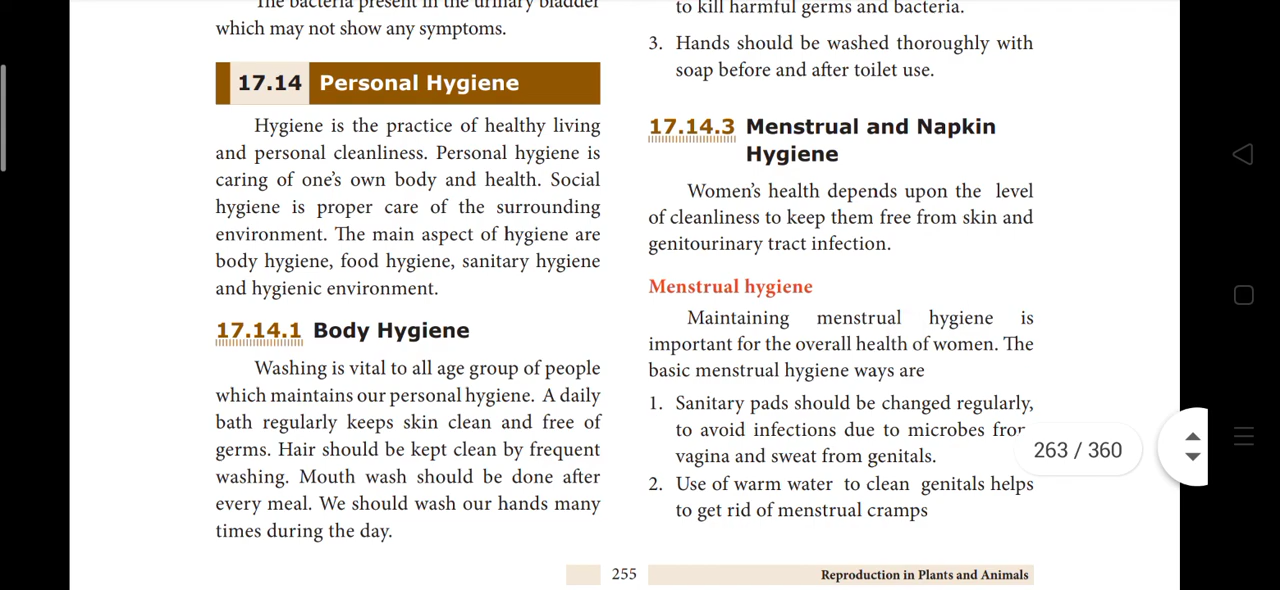 The bacteria present in the urinary bladder
which may not show any symptoms.
17.14 Personal Hygiene
Hygiene is the practice of healthy living
and personal cleanliness. Personal hygiene is
caring of one's own body and health. Social
hygiene is proper care of the surrounding
environment. The main aspect of hygiene are
body hygiene, food hygiene, sanitary hygiene
and hygienic environment.
17.14.1 Body Hygiene
Washing is vital to all age group of people
which maintains our personal hygiene. A daily
bath regularly keeps skin clean and free of
germs. Hair should be kept clean by frequent
washing. Mouth wash should be done after
every meal. We should wash our hands many
times during the day.
to kill harmful germs and bacteria.
3. Hands should be washed thoroughly with
soap before and after toilet use.
17.14.3 Menstrual and Napkin
Hygiene
Women's health depends upon the level
of cleanliness to keep them free from skin and
genitourinary tract infection.
Menstrual hygiene
Maintaining menstrual hygiene is
important for the overall health of women. The
basic menstrual hygiene ways are
1. Sanitary pads should be changed regularly,
to avoid infections due to microbes from
vagina and sweat from genitals.
2. Use of warm water to clean genitals helps
to get rid of menstrual cramps
263 / 360
255
Reproduction in Plants and Animals